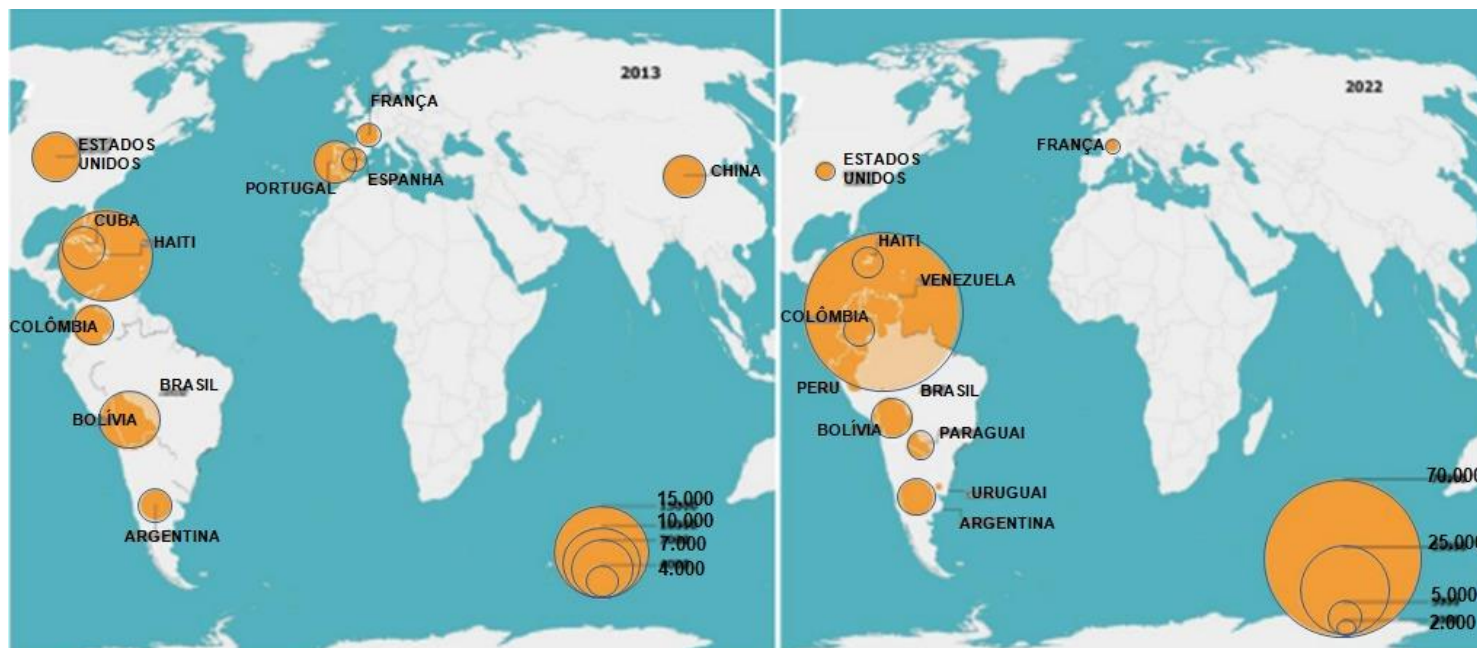 2013
FRANÇA
ESTADOS
UNIDOS
PORTUGAL
ESPANHA
CHINA
CUBA
HAITI
COLÔMBIA
BRASIL
BOLÍVIA
ARGENTINA
15.000
10.000
7.000
4.000
2022
FRANÇA
ESTADOS
UNIDOS
HAITI
VENEZUELA
COLÔMBIA
PERU
BRASIL
BOLÍVIA
PARAGUAI
URUGUAI
ARGENTINA
70.000
25.000
5.000
2.000